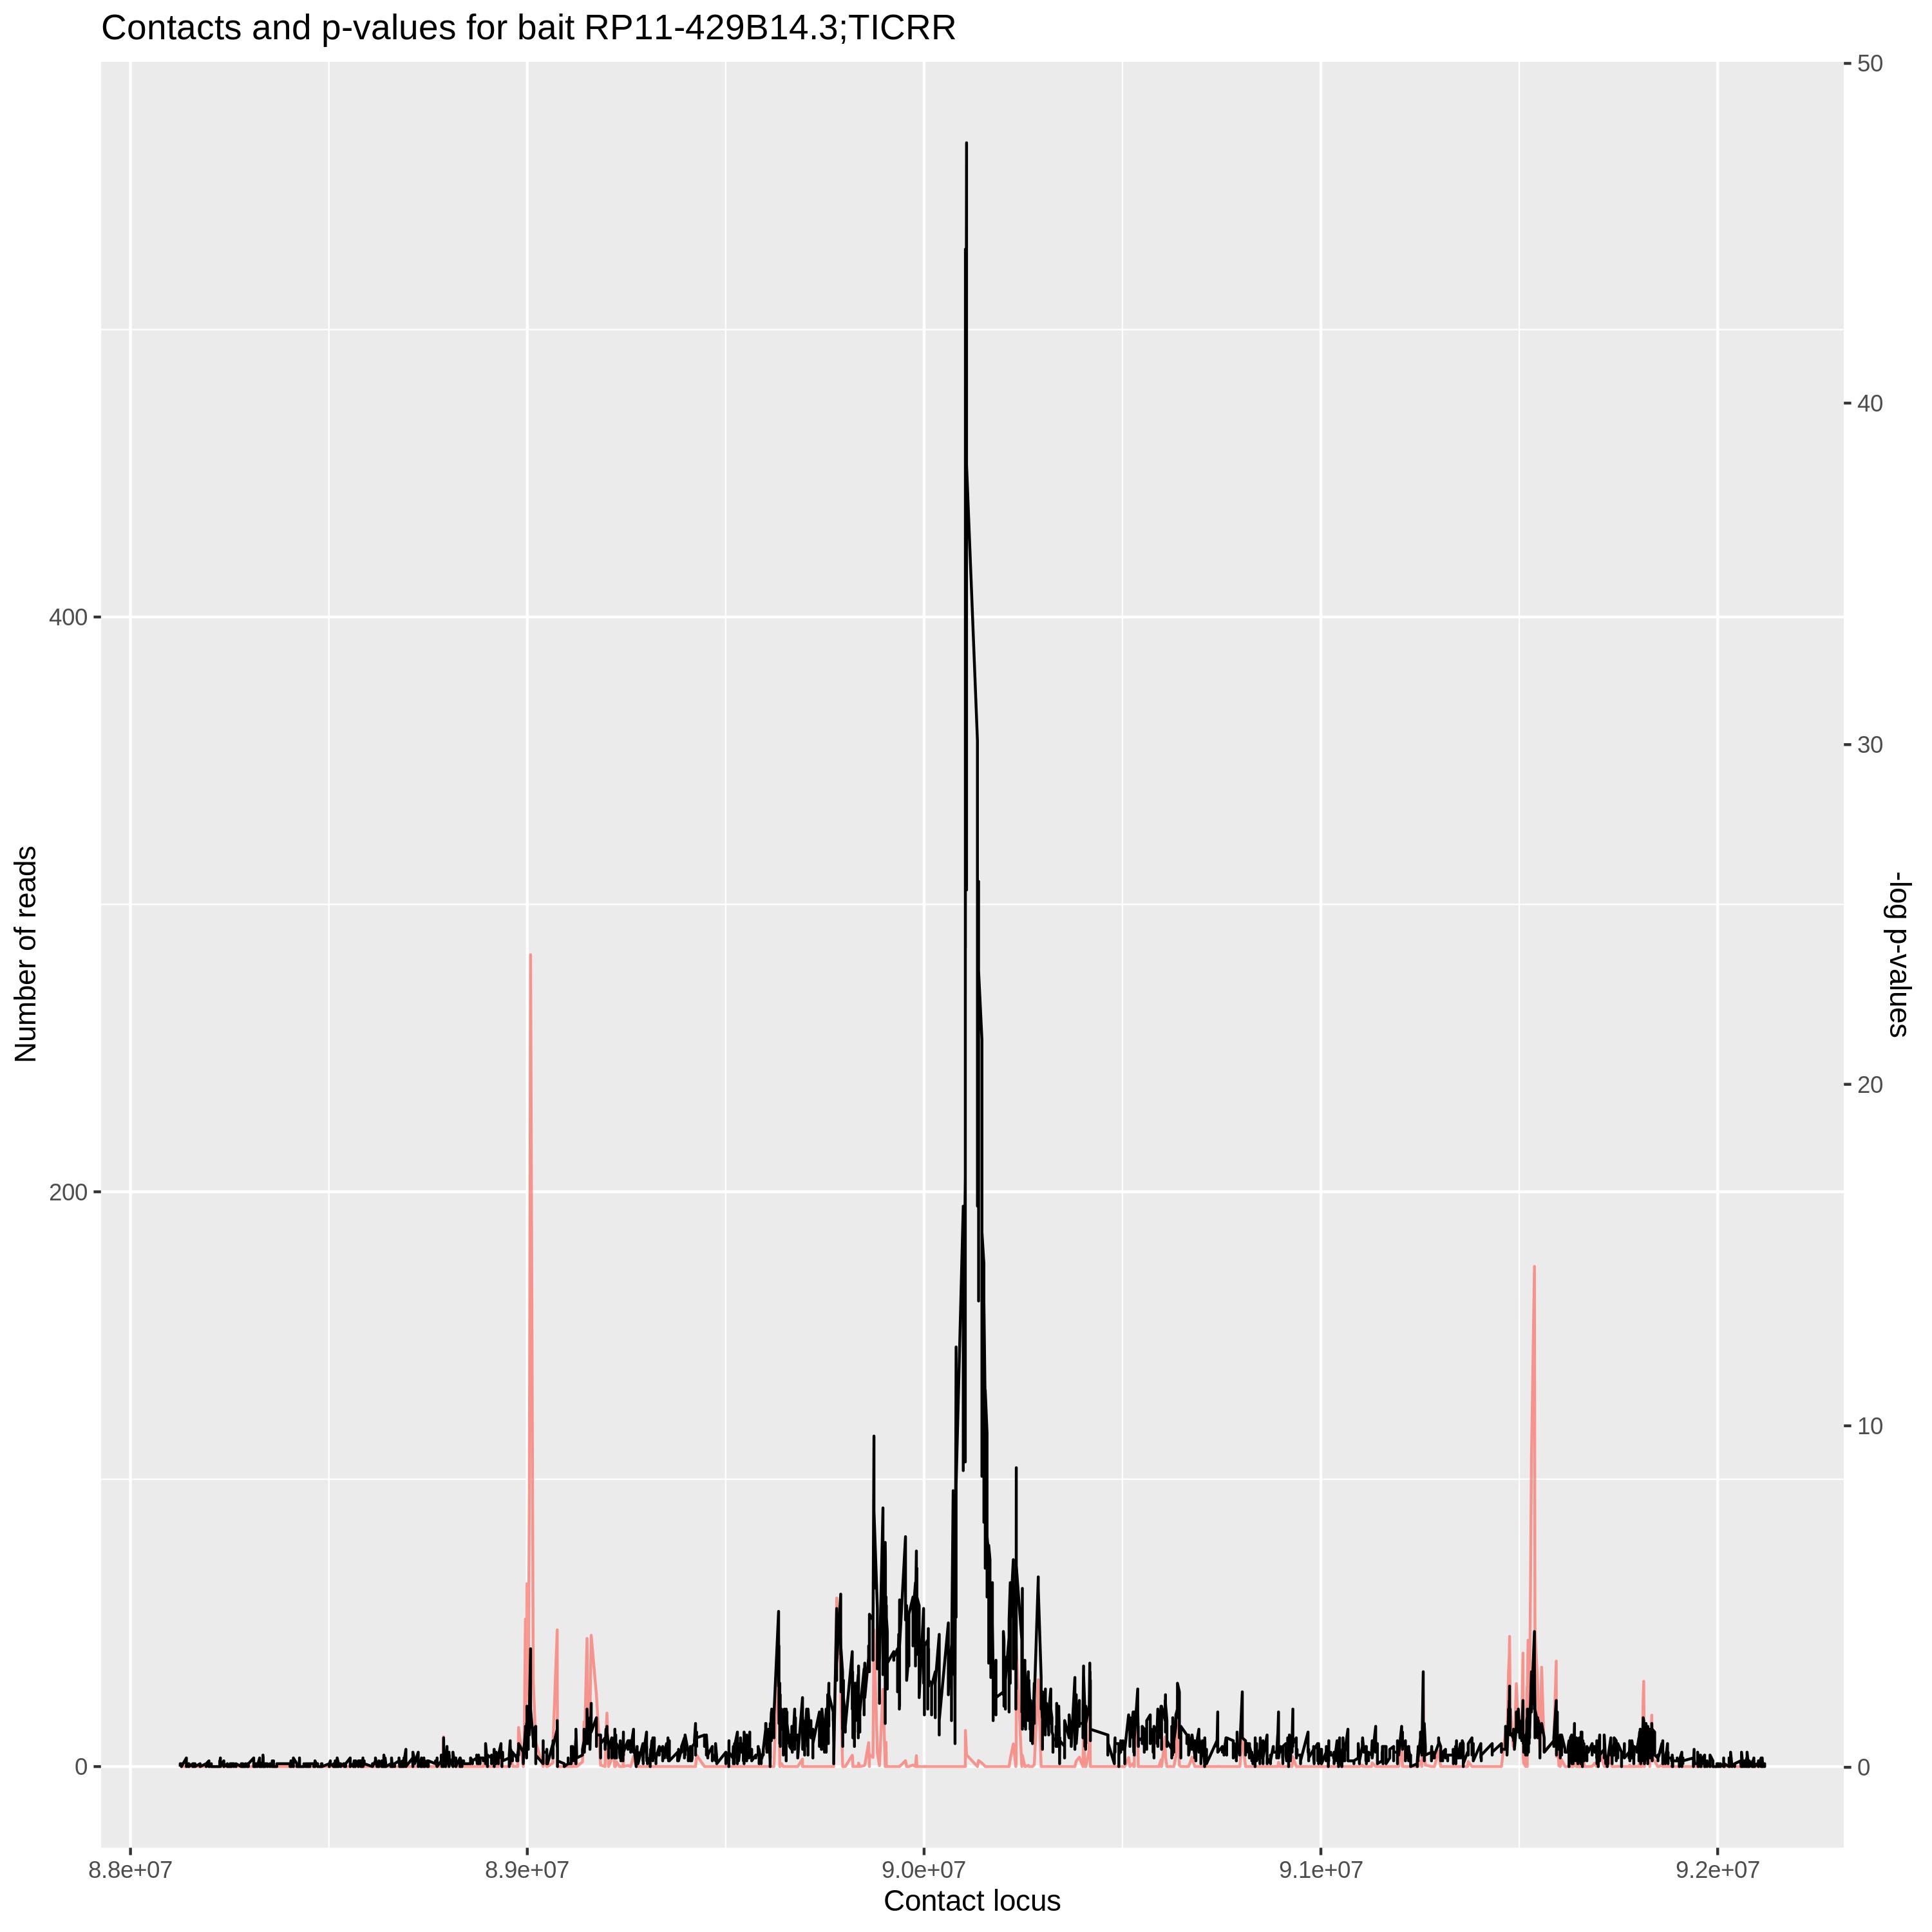 Contacts and p-values for bait RP11-429B14.3;TICRR
50
40
400
30
Number of reads
-log p-values
20
200
10
0
0
8.8e+07
8.9e+07
9.0e+07
9.1e+07
9.2e+07
Contact locus